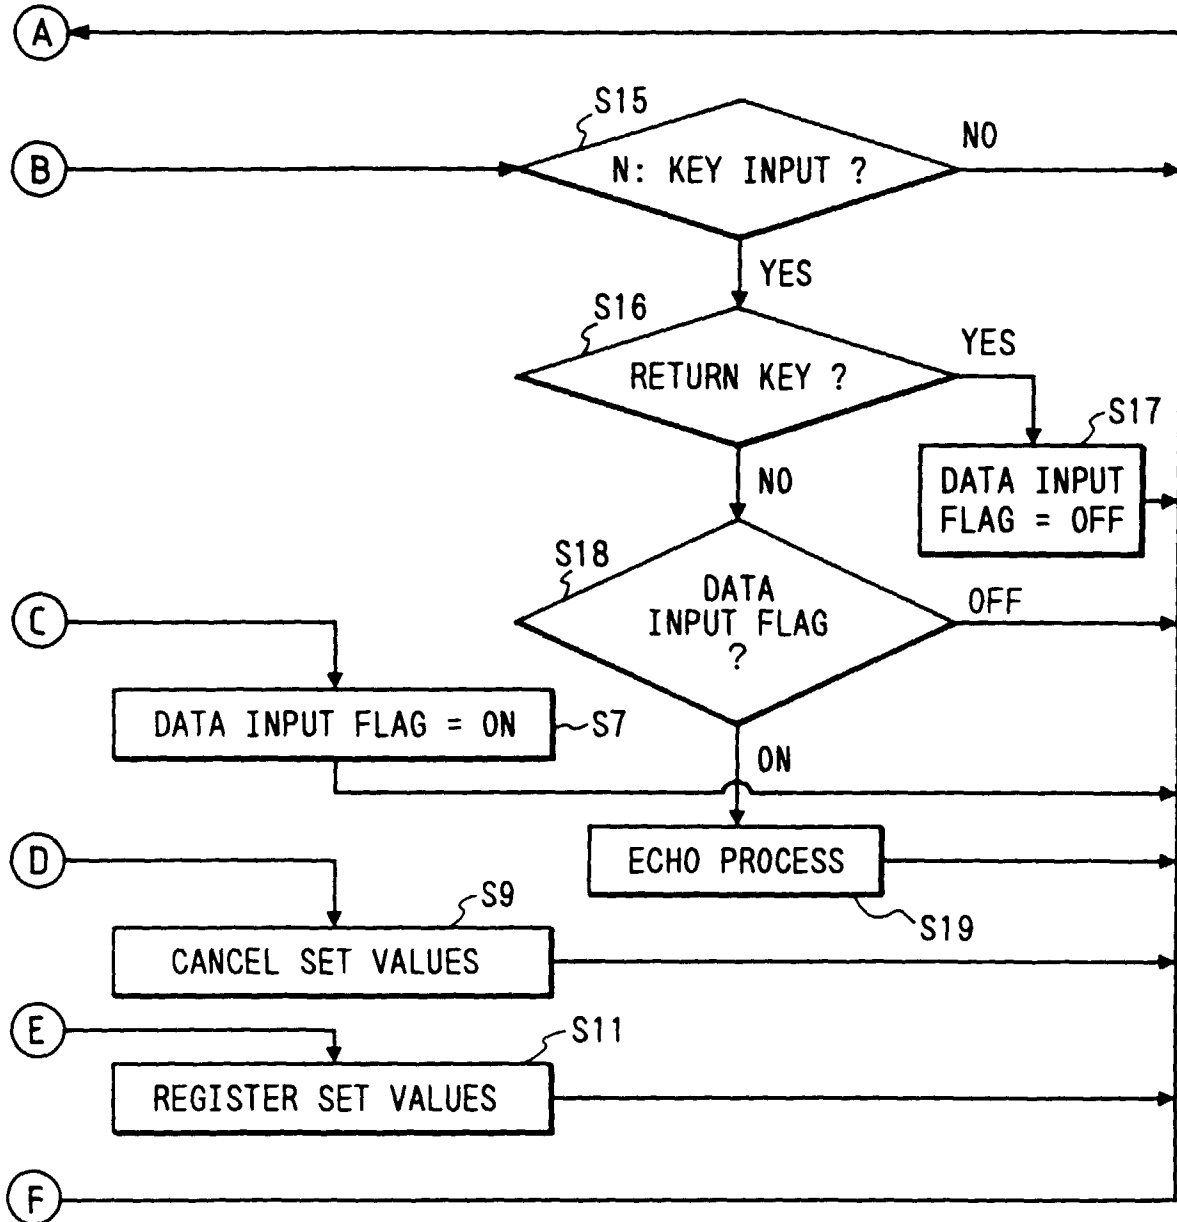 A
S15
NO
B
N: KEY INPUT ?
YES
S16
YES
RETURN KEY ?
S17
NO
DATA INPUT
FLAG = OFF
S18
DATA
INPUT FLAG
?
OFF
C
DATA INPUT FLAG = ON
S7
ON
D
ECHO PROCESS
S9
S19
CANCEL SET VALUES
E
S11
REGISTER SET VALUES
F